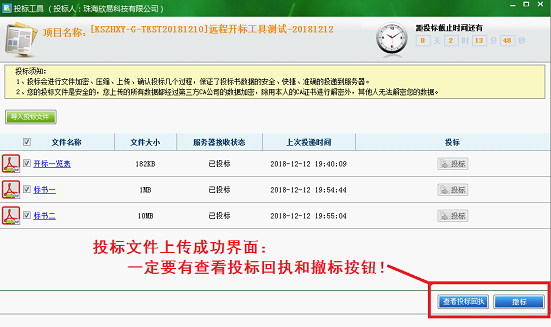 投标工具 (投标人：珠海欣易科技有限公司)
项目名称：[KSZHXY-G-TEST20181210]远程开标工具测试-20181212
距投标截止时间还有
0 天 2 时 13 分 48 秒
投标须知：
1、投标会进行文件加密、压缩、上传、确认投标几个过程，保证了投标书数据的安全、快捷、准确的投递到服务器。
2、您的投标文件是安全的，您上传的所有数据都经过第三方CA公司的数据加密，除用本人的CA证书进行解密外，其他人无法解密您的数据。
导入投标文件
文件名称 文件大小 服务器接收状态 上次投递时间 投标
开标一览表 182KB 已投标 2018-12-12 19:40:09 投标
标书一 1MB 已投标 2018-12-12 19:54:44 投标
标书二 10MB 已投标 2018-12-12 19:55:04 投标
投标文件上传成功界面：
一定要有查看投标回执和撤标按钮！
查看投标回执 撤标